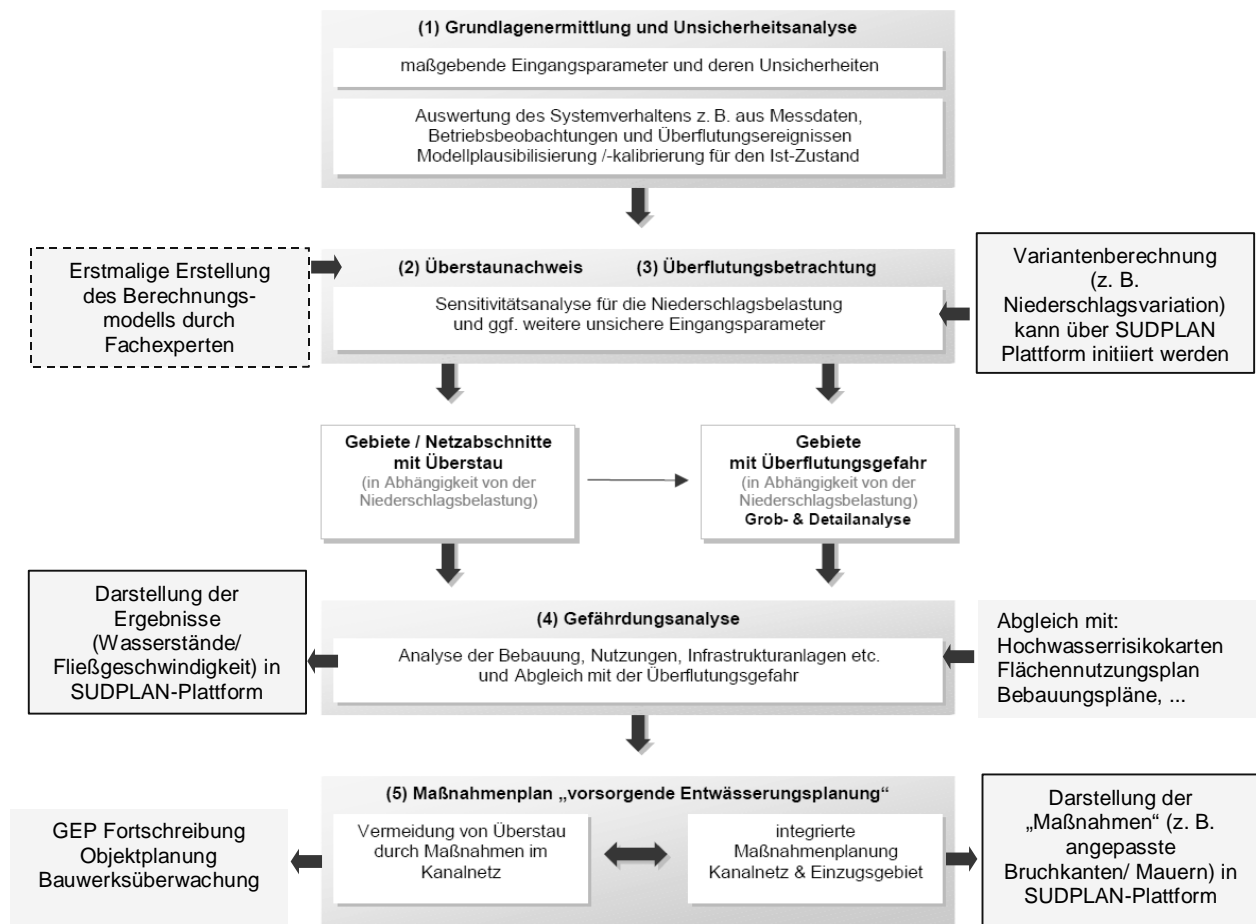 (1) Grundlagenermittlung und Unsicherheitsanalyse
maßgebende Eingangsparameter und deren Unsicherheiten
Auswertung des Systemverhaltens z. B. aus Messdaten,
Betriebsbeobachtungen und Überflutungsereignissen
Modellplausibilisierung /-kalibrierung für den Ist-Zustand
Erstmalige Erstellung
des Berechnungs-
modells durch
Fachexperten
(2) Überstaunachweis (3) Überflutungsbetrachtung
Sensitivitätsanalyse für die Niederschlagsbelastung
und ggf. weitere unsichere Eingangsparameter
Variantenberechnung
(z. B.
Niederschlagsvariation)
kann über SUDPLAN
Plattform initiiert werden
Gebiete / Netzabschnitte
mit Überstau
(in Abhängigkeit von der
Niederschlagsbelastung)
Gebiete
mit Überflutungsgefahr
(in Abhängigkeit von der
Niederschlagsbelastung)
Grob- & Detailanalyse
Darstellung der
Ergebnisse
(Wasserstände/
Fließgeschwindigkeit) in
SUDPLAN-Plattform
(4) Gefährdungsanalyse
Analyse der Bebauung, Nutzungen, Infrastrukturanlagen etc.
und Abgleich mit der Überflutungsgefahr
Abgleich mit:
Hochwasserrisikokarten
Flächennutzungsplan
Bebauungspläne, ...
(5) Maßnahmenplan „vorsorgende Entwässerungsplanung“
GEP Fortschreibung
Objektplanung
Bauwerksüberwachung
Vermeidung von Überstau
durch Maßnahmen im
Kanalnetz
integrierte
Maßnahmenplanung
Kanalnetz & Einzugsgebiet
Darstellung der
„Maßnahmen“ (z. B.
angepasste
Bruchkanten/ Mauern) in
SUDPLAN-Plattform